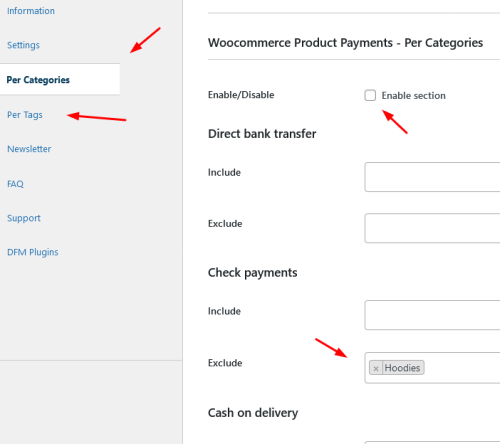 Information
Settings
Per Categories
Per Tags
Newsletter
FAQ
Support
DFM Plugins
Woocommerce Product Payments - Per Categories
Enable/Disable
Enable section
Direct bank transfer
Include
Exclude
Check payments
Include
Exclude
× Hoodies
Cash on delivery